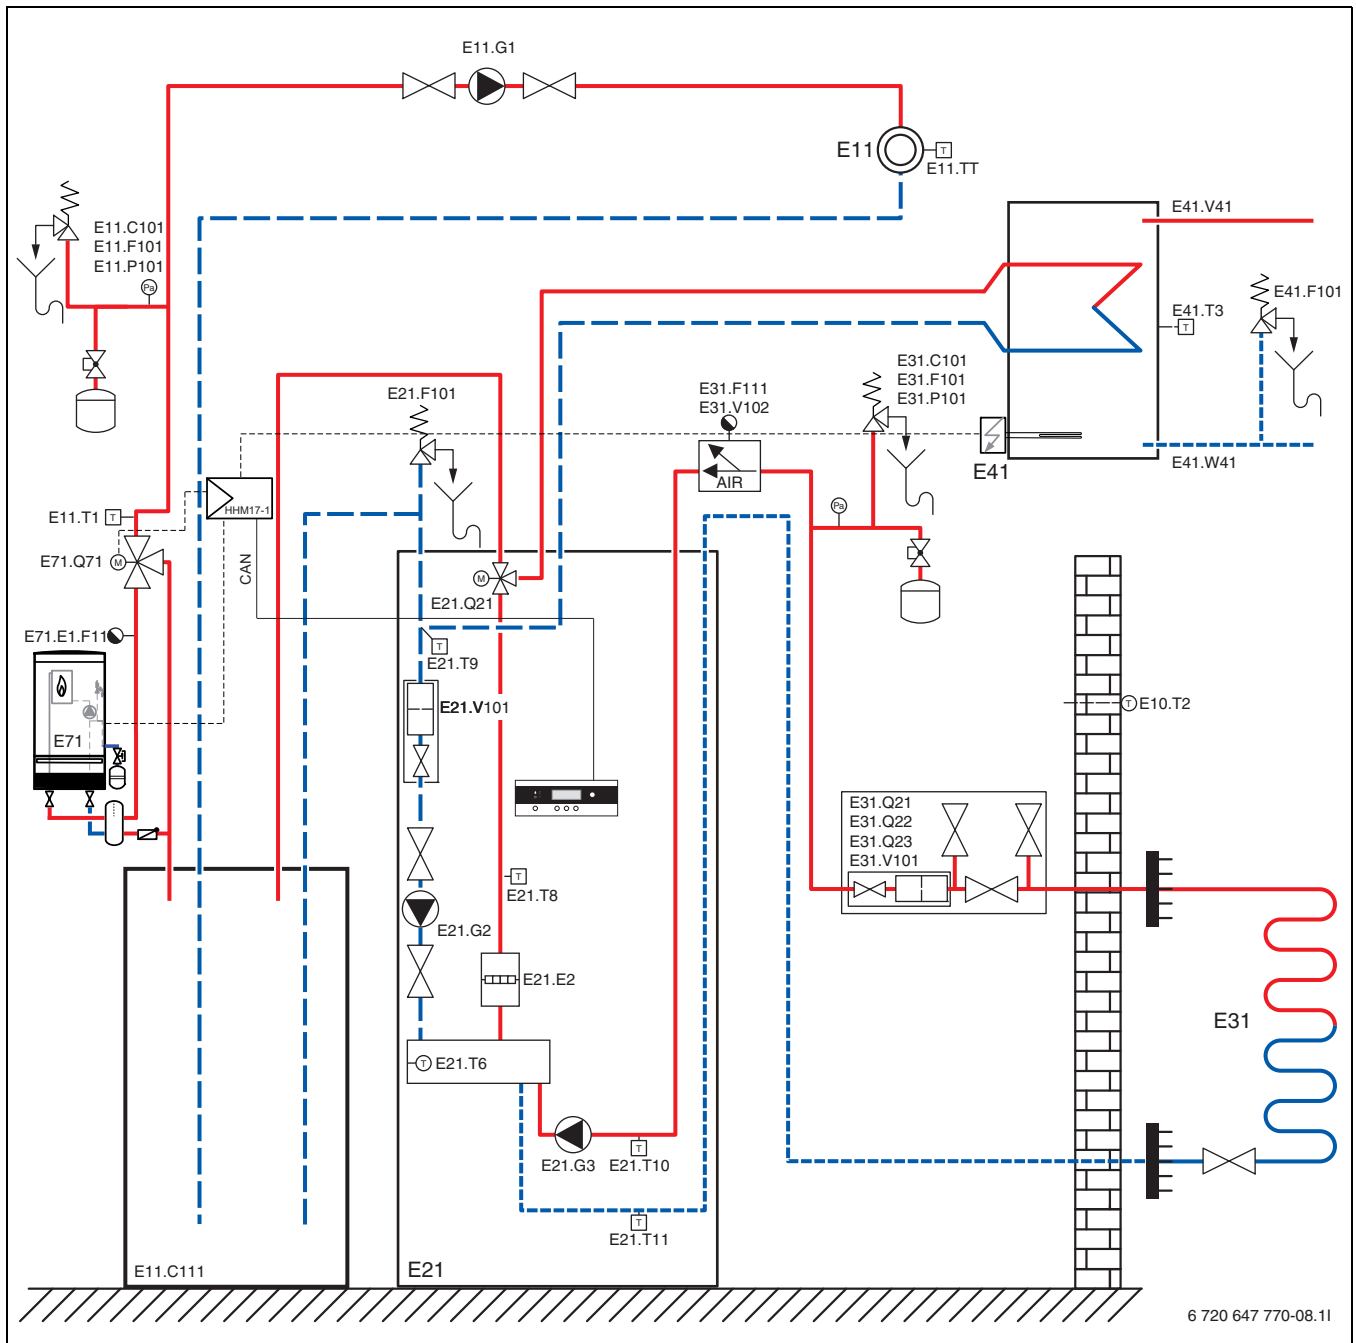 E11.G1
E11
T
E11.TT
E11.C101
E11.F101
E11.P101
Pa
E41.V41
E41.F101
E41.T3
T
E31.C101
E31.F101
E31.P101
E31.F111
E31.V102
E21.F101
AIR
E41
E41.W41
HHM17-1
E11.T1
T
Pa
E71.Q71
M
CAN
M
E21.Q21
E71.E1.F11
T
E21.T9
E21.V101
T
E10.T2
E71
E31.Q21
E31.Q22
E31.Q23
E31.V101
T
E21.T8
E21.G2
E21.E2
E31
T
E21.T6
E21.G3
T
E21.T10
T
E21.T11
E11.C111
E21
6 720 647 770-08.1I